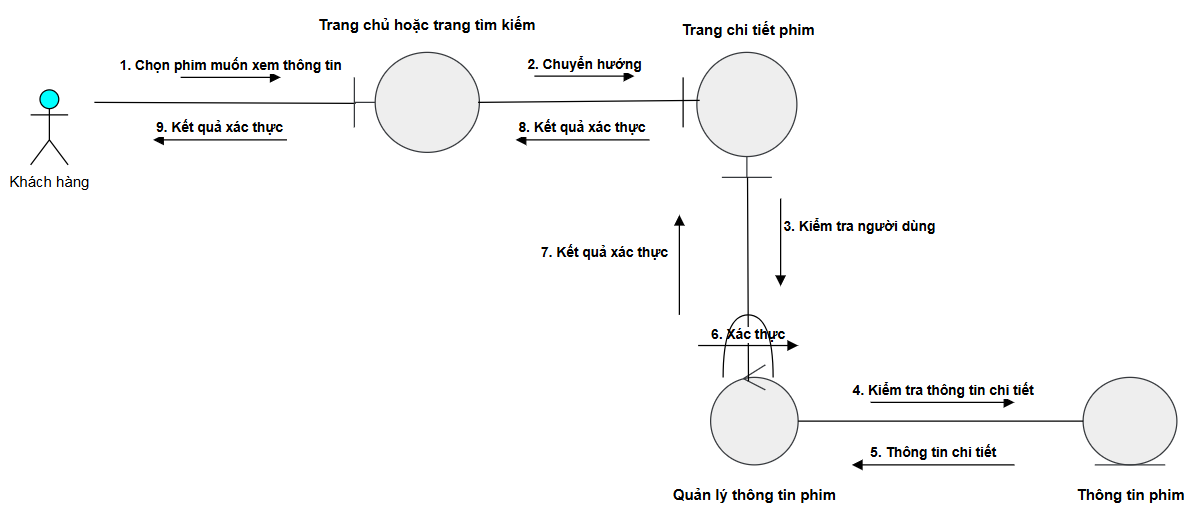 Trang chủ hoặc trang tìm kiếm
Trang chi tiết phim
1. Chọn phim muốn xem thông tin
2. Chuyển hướng
9. Kết quả xác thực
8. Kết quả xác thực
Khách hàng
3. Kiểm tra người dùng
7. Kết quả xác thực
6. Xác thực
4. Kiểm tra thông tin chi tiết
5. Thông tin chi tiết
Quản lý thông tin phim
Thông tin phim